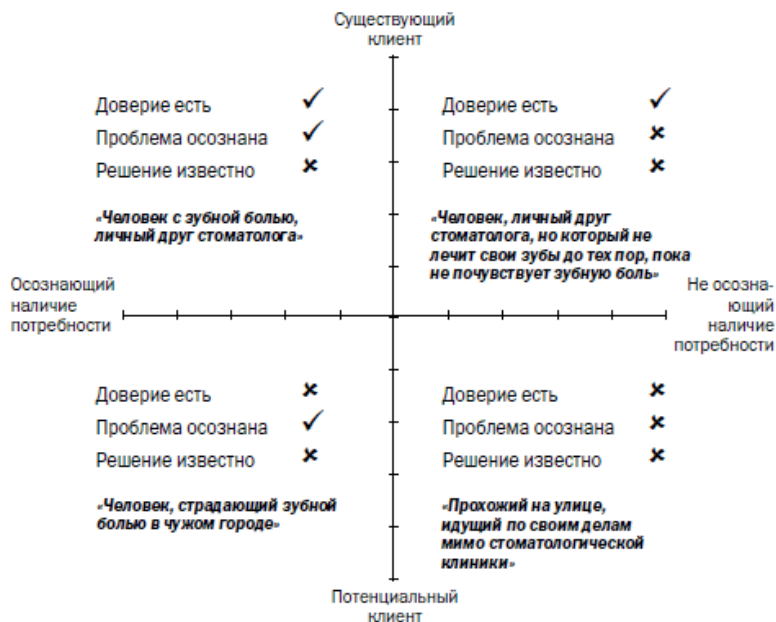 Существующий
клиент
Доверие есть ✓
Проблема осознана ✓
Решение известно ✘
«Человек с зубной болью,
личный друг стоматолога»
Доверие есть ✓
Проблема осознана ✘
Решение известно ✘
«Человек, личный друг
стоматолога, но который не
лечит свои зубы до тех пор, пока
не почувствует зубную боль»
Осознающий
наличие
потребности
Не осозна-
ющий
наличие
потребности
Доверие есть ✘
Проблема осознана ✓
Решение известно ✘
«Человек, страдающий зубной
болью в чужом городе»
Доверие есть ✘
Проблема осознана ✘
Решение известно ✘
«Прохожий на улице,
идущий по своим делам
мимо стоматологической
клиники»
Потенциальный
клиент